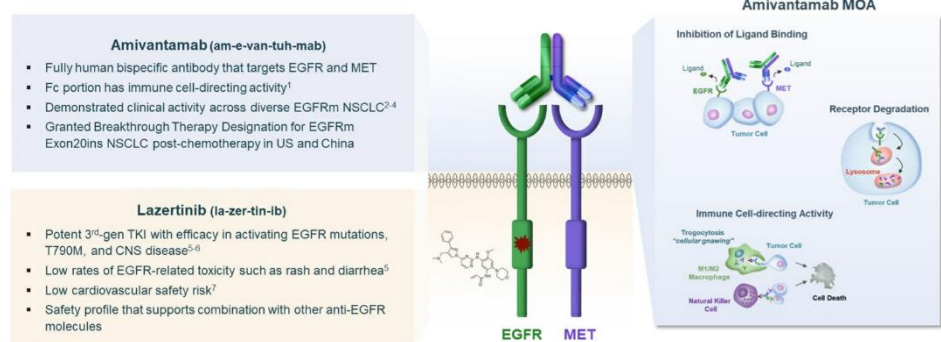 Amivantamab (am-e-van-tuh-mab)
▪ Fully human bispecific antibody that targets EGFR and MET
▪ Fc portion has immune cell-directing activity¹
▪ Demonstrated clinical activity across diverse EGFRm NSCLC²⁻⁴
▪ Granted Breakthrough Therapy Designation for EGFRm
Exon20ins NSCLC post-chemotherapy in US and China
Lazertinib (la-zer-tin-ib)
▪ Potent 3rd-gen TKI with efficacy in activating EGFR mutations,
T790M, and CNS disease⁵⁻⁶
▪ Low rates of EGFR-related toxicity such as rash and diarrhea⁵
▪ Low cardiovascular safety risk⁷
▪ Safety profile that supports combination with other anti-EGFR
molecules
EGFR MET
Amivantamab MOA
Inhibition of Ligand Binding
Ligand Ligand
EGFR MET
Tumor Cell
Receptor Degradation
Lysosome
Tumor Cell
Immune Cell-directing Activity
Trogocytosis
"cellular gnawing"
Tumor Cell
M1/M2
Macrophage
Natural Killer
Cell
Cell Death